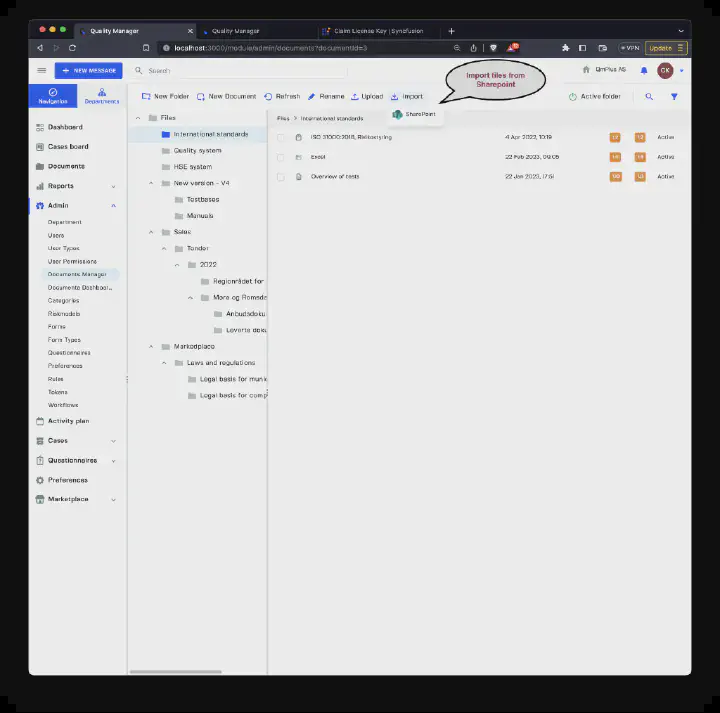 Quality Manager
Quality Manager
Claim License Key | Syncfusion
localhost:3000/module/admin/documents?documentId=3
VPN
Update
NEW MESSAGE
Search
Import files from
Sharepoint
QmPlus AS
CK
Navigation
Departments
New Folder
New Document
Refresh
Rename
Upload
Import
Active folder
SharePoint
Files > International standards
Dashboard
Cases board
Documents
Reports
Admin
Department
Users
User Types
User Permissions
Documents Manager
Documents Dashboar...
Categories
Riskmodels
Forms
Form Types
Questionnaires
Preferences
Rules
Tokens
Workflows
Activity plan
Cases
Questionnaires
Preferences
Marketplace
Files
International standards
Quality system
HSE system
New version - V4
Testbases
Manuals
Sales
Tender
2022
Regionrådet for
Møre og Romsda
Anbudsdoku
Leverte doku
Marketplace
Laws and regulations
Legal basis for munic
Legal basis for comp
ISO 31000:2018, Risikostyring
4 Apr 2022, 10:19
Active
Excel
22 Feb 2023, 09:05
Active
Overview of tests
22 Jan 2023, 17:51
Active